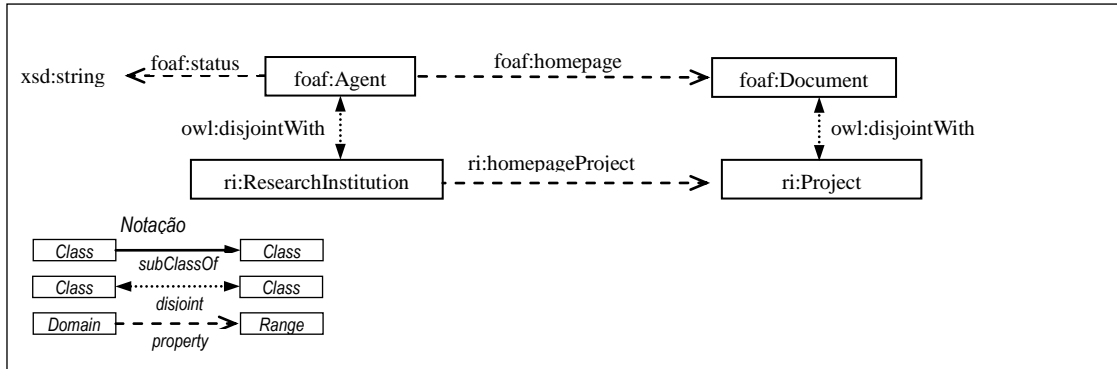 foaf:status
foaf:homepage
xsd:string
foaf:Agent
foaf:Document
owl:disjointWith
owl:disjointWith
ri:homepageProject
ri:ResearchInstitution
ri:Project
Notação
Class
Class
subClassOf
Class
Class
disjoint
Domain
Range
property